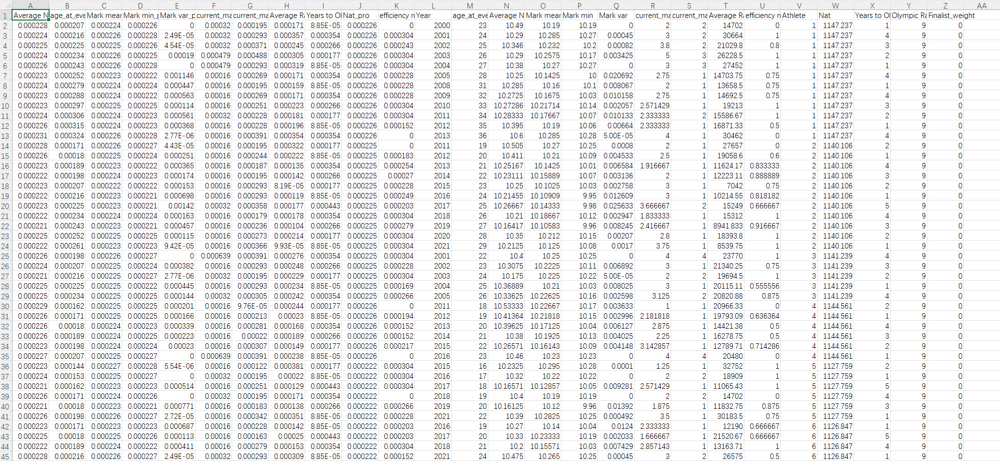 A B C D E F G H I J K L M N O P Q R S T U V W X Y Z AA
1 Average N age_at_eve Mark mear Mark min_p Mark var_p current_ma current_ma Average Ra Years to Ol Nat_pro efficiency n Year age_at_eve Average N Mark mear Mark min Mark var current_ma current_ma Average Ra efficiency n Athlete Nat Years to Ol Olympic Ra Finalist_weight
2 0.000228 0.000207 0.000224 0.000226 0 0.00032 0.000195 0.000171 8.85E-05 0.000226 0 2000 23 10.49 10.19 10.19 0 2 2 14702 0 1 1147.237 1 9 0
3 0.000224 0.000216 0.000226 0.000228 2.49E-05 0.00032 0.000293 0.000357 0.000354 0.000226 0.000304 2001 24 10.29 10.285 10.27 0.00045 3 2 30664 1 1 1147.237 4 9 0
4 0.000225 0.000225 0.000225 0.000226 4.54E-05 0.00032 0.000371 0.000245 0.000266 0.000226 0.000243 2002 25 10.346 10.232 10.2 0.00082 3.8 2 21029.8 0.8 1 1147.237 3 9 0
5 0.000224 0.000234 0.000226 0.000225 0.00019 0.000479 0.000488 0.000305 0.000177 0.000226 0.000304 2003 26 10.29 10.2575 10.17 0.003425 5 3 26228.5 1 1 1147.237 2 9 0
6 0.000226 0.000243 0.000226 0.000228 0 0.000479 0.000293 0.000319 8.85E-05 0.000226 0.000304 2004 27 10.38 10.27 10.27 0 3 3 27452 1 1 1147.237 1 9 0
7 0.000223 0.000252 0.000223 0.000222 0.001146 0.00016 0.000269 0.000171 0.000354 0.000226 0.000228 2005 28 10.25 10.1425 10 0.020692 2.75 1 14703.75 0.75 1 1147.237 4 9 0
8 0.000224 0.000279 0.000224 0.000224 0.000447 0.00016 0.000195 0.000159 8.85E-05 0.000226 0.000228 2008 31 10.285 10.16 10.1 0.008067 2 1 13658.5 0.75 1 1147.237 1 9 0
9 0.000223 0.000288 0.000224 0.000222 0.000563 0.00016 0.000269 0.000171 0.000354 0.000226 0.000228 2009 32 10.2725 10.1675 10.03 0.010158 2.75 1 14692.5 0.75 1 1147.237 4 9 0
10 0.000223 0.000297 0.000225 0.000225 0.000114 0.00016 0.000251 0.000223 0.000266 0.000226 0.000304 2010 33 10.27286 10.21714 10.14 0.002057 2.571429 1 19213 1 1 1147.237 3 9 0
11 0.000224 0.000306 0.000224 0.000223 0.000561 0.00032 0.000228 0.000181 0.000177 0.000226 0.000304 2011 34 10.28333 10.17667 10.07 0.010133 2.333333 2 15586.67 1 1 1147.237 2 9 0
12 0.000226 0.000315 0.000224 0.000223 0.000368 0.00016 0.000228 0.000196 8.85E-05 0.000226 0.000152 2012 35 10.395 10.19 10.06 0.00664 2.333333 1 16871.33 0.5 1 1147.237 1 9 0
13 0.000231 0.000324 0.000226 0.000228 2.77E-06 0.00016 0.000391 0.000354 0.000354 0.000226 0 2013 36 10.6 10.285 10.28 5.00E-05 4 1 30462 0 1 1147.237 4 9 0
14 0.000228 0.000171 0.000226 0.000227 4.43E-05 0.00016 0.000195 0.000322 0.000177 0.000225 0 2011 19 10.505 10.27 10.25 0.0008 2 1 27657 0 2 1140.106 2 9 0
15 0.000226 0.00018 0.000225 0.000224 0.000251 0.00016 0.000244 0.000222 8.85E-05 0.000225 0.000183 2012 20 10.411 10.21 10.09 0.004533 2.5 1 19058.6 0.6 2 1140.106 1 9 0
16 0.000223 0.000189 0.000223 0.000222 0.000365 0.00016 0.000187 0.000135 0.000354 0.000225 0.000254 2013 21 10.25167 10.1425 10.01 0.006584 1.916667 1 11624.17 0.833333 2 1140.106 4 9 0
17 0.000222 0.000198 0.000224 0.000223 0.000174 0.00016 0.000195 0.000142 0.000266 0.000225 0.00027 2014 22 10.23111 10.15889 10.07 0.003136 2 1 12223.11 0.888889 2 1140.106 3 9 0
18 0.000223 0.000207 0.000222 0.000222 0.000153 0.00016 0.000293 8.19E-05 0.000177 0.000225 0.000228 2015 23 10.25 10.1025 10.03 0.002758 3 1 7042 0.75 2 1140.106 2 9 0
19 0.000222 0.000216 0.000223 0.000221 0.000698 0.00016 0.000293 0.000119 8.85E-05 0.000225 0.000249 2016 24 10.21455 10.10909 9.95 0.012609 3 1 10214.55 0.818182 2 1140.106 1 9 0
20 0.000223 0.000225 0.000223 0.000221 0.00142 0.00032 0.000358 0.000177 0.000443 0.000225 0.000203 2017 25 10.26667 10.14333 9.98 0.025633 3.666667 2 15249 0.666667 2 1140.106 5 9 0
21 0.000222 0.000234 0.000224 0.000224 0.000163 0.00016 0.000179 0.000178 0.000354 0.000225 0.000304 2018 26 10.21 10.18667 10.12 0.002947 1.833333 1 15312 1 2 1140.106 4 9 0
22 0.000221 0.000243 0.000223 0.000221 0.000457 0.00016 0.000236 0.000104 0.000266 0.000225 0.000279 2019 27 10.16417 10.10583 9.96 0.008245 2.416667 1 8941.833 0.916667 2 1140.106 3 9 0
23 0.000225 0.000252 0.000225 0.000225 0.000115 0.00016 0.000273 0.000214 0.000177 0.000225 0.000304 2020 28 10.35 10.212 10.15 0.00207 2.8 1 18393.8 1 2 1140.106 2 9 0
24 0.000222 0.000261 0.000223 0.000223 9.42E-05 0.00016 0.000366 9.93E-05 8.85E-05 0.000225 0.000304 2021 29 10.2125 10.125 10.08 0.0017 3.75 1 8539.75 1 2 1140.106 1 9 0
25 0.000226 0.000198 0.000226 0.000227 0 0.000639 0.000391 0.000276 0.000354 0.000225 0.000304 2001 22 10.4 10.25 10.25 0 4 4 23770 1 3 1141.239 4 9 0
26 0.000224 0.000207 0.000225 0.000224 0.000382 0.00016 0.000293 0.000248 0.000266 0.000225 0.000228 2002 23 10.3075 10.2225 10.11 0.006892 3 1 21340.25 0.75 3 1141.239 3 9 0
27 0.000221 0.000216 0.000225 0.000227 2.77E-06 0.00032 0.000195 0.000229 0.000177 0.000225 0.000304 2003 24 10.175 10.225 10.22 5.00E-05 2 2 19694.5 1 3 1141.239 2 9 0
28 0.000225 0.000225 0.000225 0.000222 0.000445 0.00016 0.000293 0.000234 8.85E-05 0.000225 0.000169 2004 25 10.36889 10.21 10.03 0.008025 3 1 20115.11 0.555556 3 1141.239 1 9 0
29 0.000225 0.000234 0.000225 0.000225 0.000144 0.00032 0.000305 0.000242 0.000354 0.000225 0.000266 2005 26 10.33625 10.22625 10.16 0.002598 3.125 2 20820.88 0.875 3 1141.239 4 9 0
30 0.000229 0.000162 0.000225 0.000225 0.000201 0.00016 9.76E-05 0.000244 0.000177 0.000226 0 2011 18 10.53333 10.22667 10.17 0.003633 1 1 20966.33 0 4 1144.561 2 9 0
31 0.000226 0.000171 0.000225 0.000225 0.000166 0.00016 0.000213 0.00023 8.85E-05 0.000226 0.000194 2012 19 10.41364 10.21818 10.15 0.002996 2.181818 1 19793.09 0.636364 4 1144.561 1 9 0
32 0.000226 0.00018 0.000224 0.000223 0.000339 0.00016 0.000281 0.000168 0.000354 0.000226 0.000152 2013 20 10.39625 10.17125 10.04 0.006127 2.875 1 14421.38 0.5 4 1144.561 4 9 0
33 0.000226 0.000189 0.000224 0.000225 0.000223 0.00016 0.00022 0.000189 0.000266 0.000226 0.000152 2014 21 10.38 10.1925 10.13 0.004025 2.25 1 16278.75 0.5 4 1144.561 3 9 0
34 0.000223 0.000198 0.000224 0.000224 0.00023 0.00016 0.000307 0.000149 0.000177 0.000226 0.000217 2015 22 10.26571 10.16143 10.09 0.004148 3.142857 1 12789.71 0.714286 4 1144.561 2 9 0
35 0.000227 0.000207 0.000225 0.000227 0 0.000639 0.000391 0.000238 8.85E-05 0.000226 0 2016 23 10.46 10.23 10.23 0 4 4 20480 0 4 1144.561 1 9 0
36 0.000223 0.000144 0.000227 0.000228 5.54E-06 0.00016 0.000122 0.000381 0.000177 0.000222 0.000304 2015 16 10.2325 10.295 10.28 0.0001 1.25 1 32752 1 5 1127.759 2 9 0
37 0.000224 0.000153 0.000225 0.000227 0 0.00032 0.000195 0.00022 8.85E-05 0.000222 0.000304 2016 17 10.32 10.22 10.22 0 2 2 18909 1 5 1127.759 1 9 0
38 0.000221 0.000162 0.000223 0.000223 0.000514 0.00016 0.000251 0.000129 0.000443 0.000222 0.000304 2017 18 10.16571 10.12857 10.05 0.009281 2.571429 1 11065.43 1 5 1127.759 5 9 0
39 0.000226 0.000171 0.000224 0.000226 0 0.00032 0.000195 0.000171 0.000354 0.000222 0 2018 19 10.4 10.19 10.19 0 2 2 14702 0 5 1127.759 4 9 0
40 0.000221 0.00018 0.000223 0.000221 0.000771 0.00016 0.000183 0.000138 0.000266 0.000222 0.000266 2019 20 10.16125 10.12 9.96 0.01392 1.875 1 11832.75 0.875 5 1127.759 3 9 0
41 0.000226 0.000198 0.000226 0.000227 2.72E-05 0.00016 0.000342 0.000351 8.85E-05 0.000222 0.000228 2021 22 10.39 10.2825 10.25 0.000492 3.5 1 30183.5 0.75 5 1127.759 1 9 0
42 0.000223 0.000171 0.000223 0.000223 0.000687 0.00016 0.000228 0.000142 8.85E-05 0.000222 0.000203 2016 19 10.27 10.14 10.04 0.0124 2.333333 1 12190 0.666667 6 1126.847 1 9 0
43 0.000225 0.00018 0.000225 0.000226 0.000113 0.00016 0.000163 0.00025 0.000443 0.000222 0.000203 2017 20 10.33 10.23333 10.19 0.002033 1.666667 1 21520.67 0.666667 6 1126.847 5 9 0
44 0.000222 0.000189 0.000224 0.000222 0.000411 0.00016 0.000279 0.000153 0.000354 0.000222 0.000304 2018 21 10.2 10.15571 10.03 0.007429 2.857143 1 13163.71 1 6 1126.847 4 9 0
45 0.000228 0.000216 0.000226 0.000227 2.49E-05 0.00032 0.000293 0.000309 8.85E-05 0.000222 0.000152 2021 24 10.475 10.265 10.25 0.00045 3 2 26575 0.5 6 1126.847 1 9 0